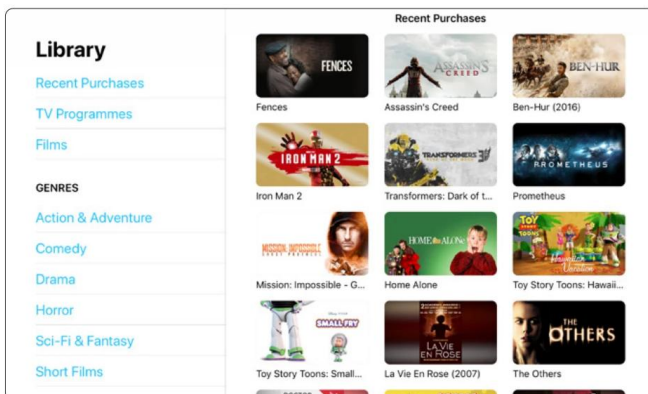 Library
Recent Purchases
TV Programmes
Films
GENRES
Action & Adventure
Comedy
Drama
Horror
Sci-Fi & Fantasy
Short Films
Recent Purchases
FENCES
ASSASSIN'S CREED
BEN-HUR
Fences
Assassin's Creed
Ben-Hur (2016)
IRON MAN 2
TRANSFORMERS
PROMETHEUS
Iron Man 2
Transformers: Dark of t...
Prometheus
MISSION: IMPOSSIBLE
GHOST PROTOCOL
HOME ALONe
TOY STORY TOONS
Hawaiian Vacation
Mission: Impossible - G...
Home Alone
Toy Story Toons: Hawaii...
SMALL FRY
LA VIE
EN ROSE
THE
OTHERS
Toy Story Toons: Small...
La Vie En Rose (2007)
The Others